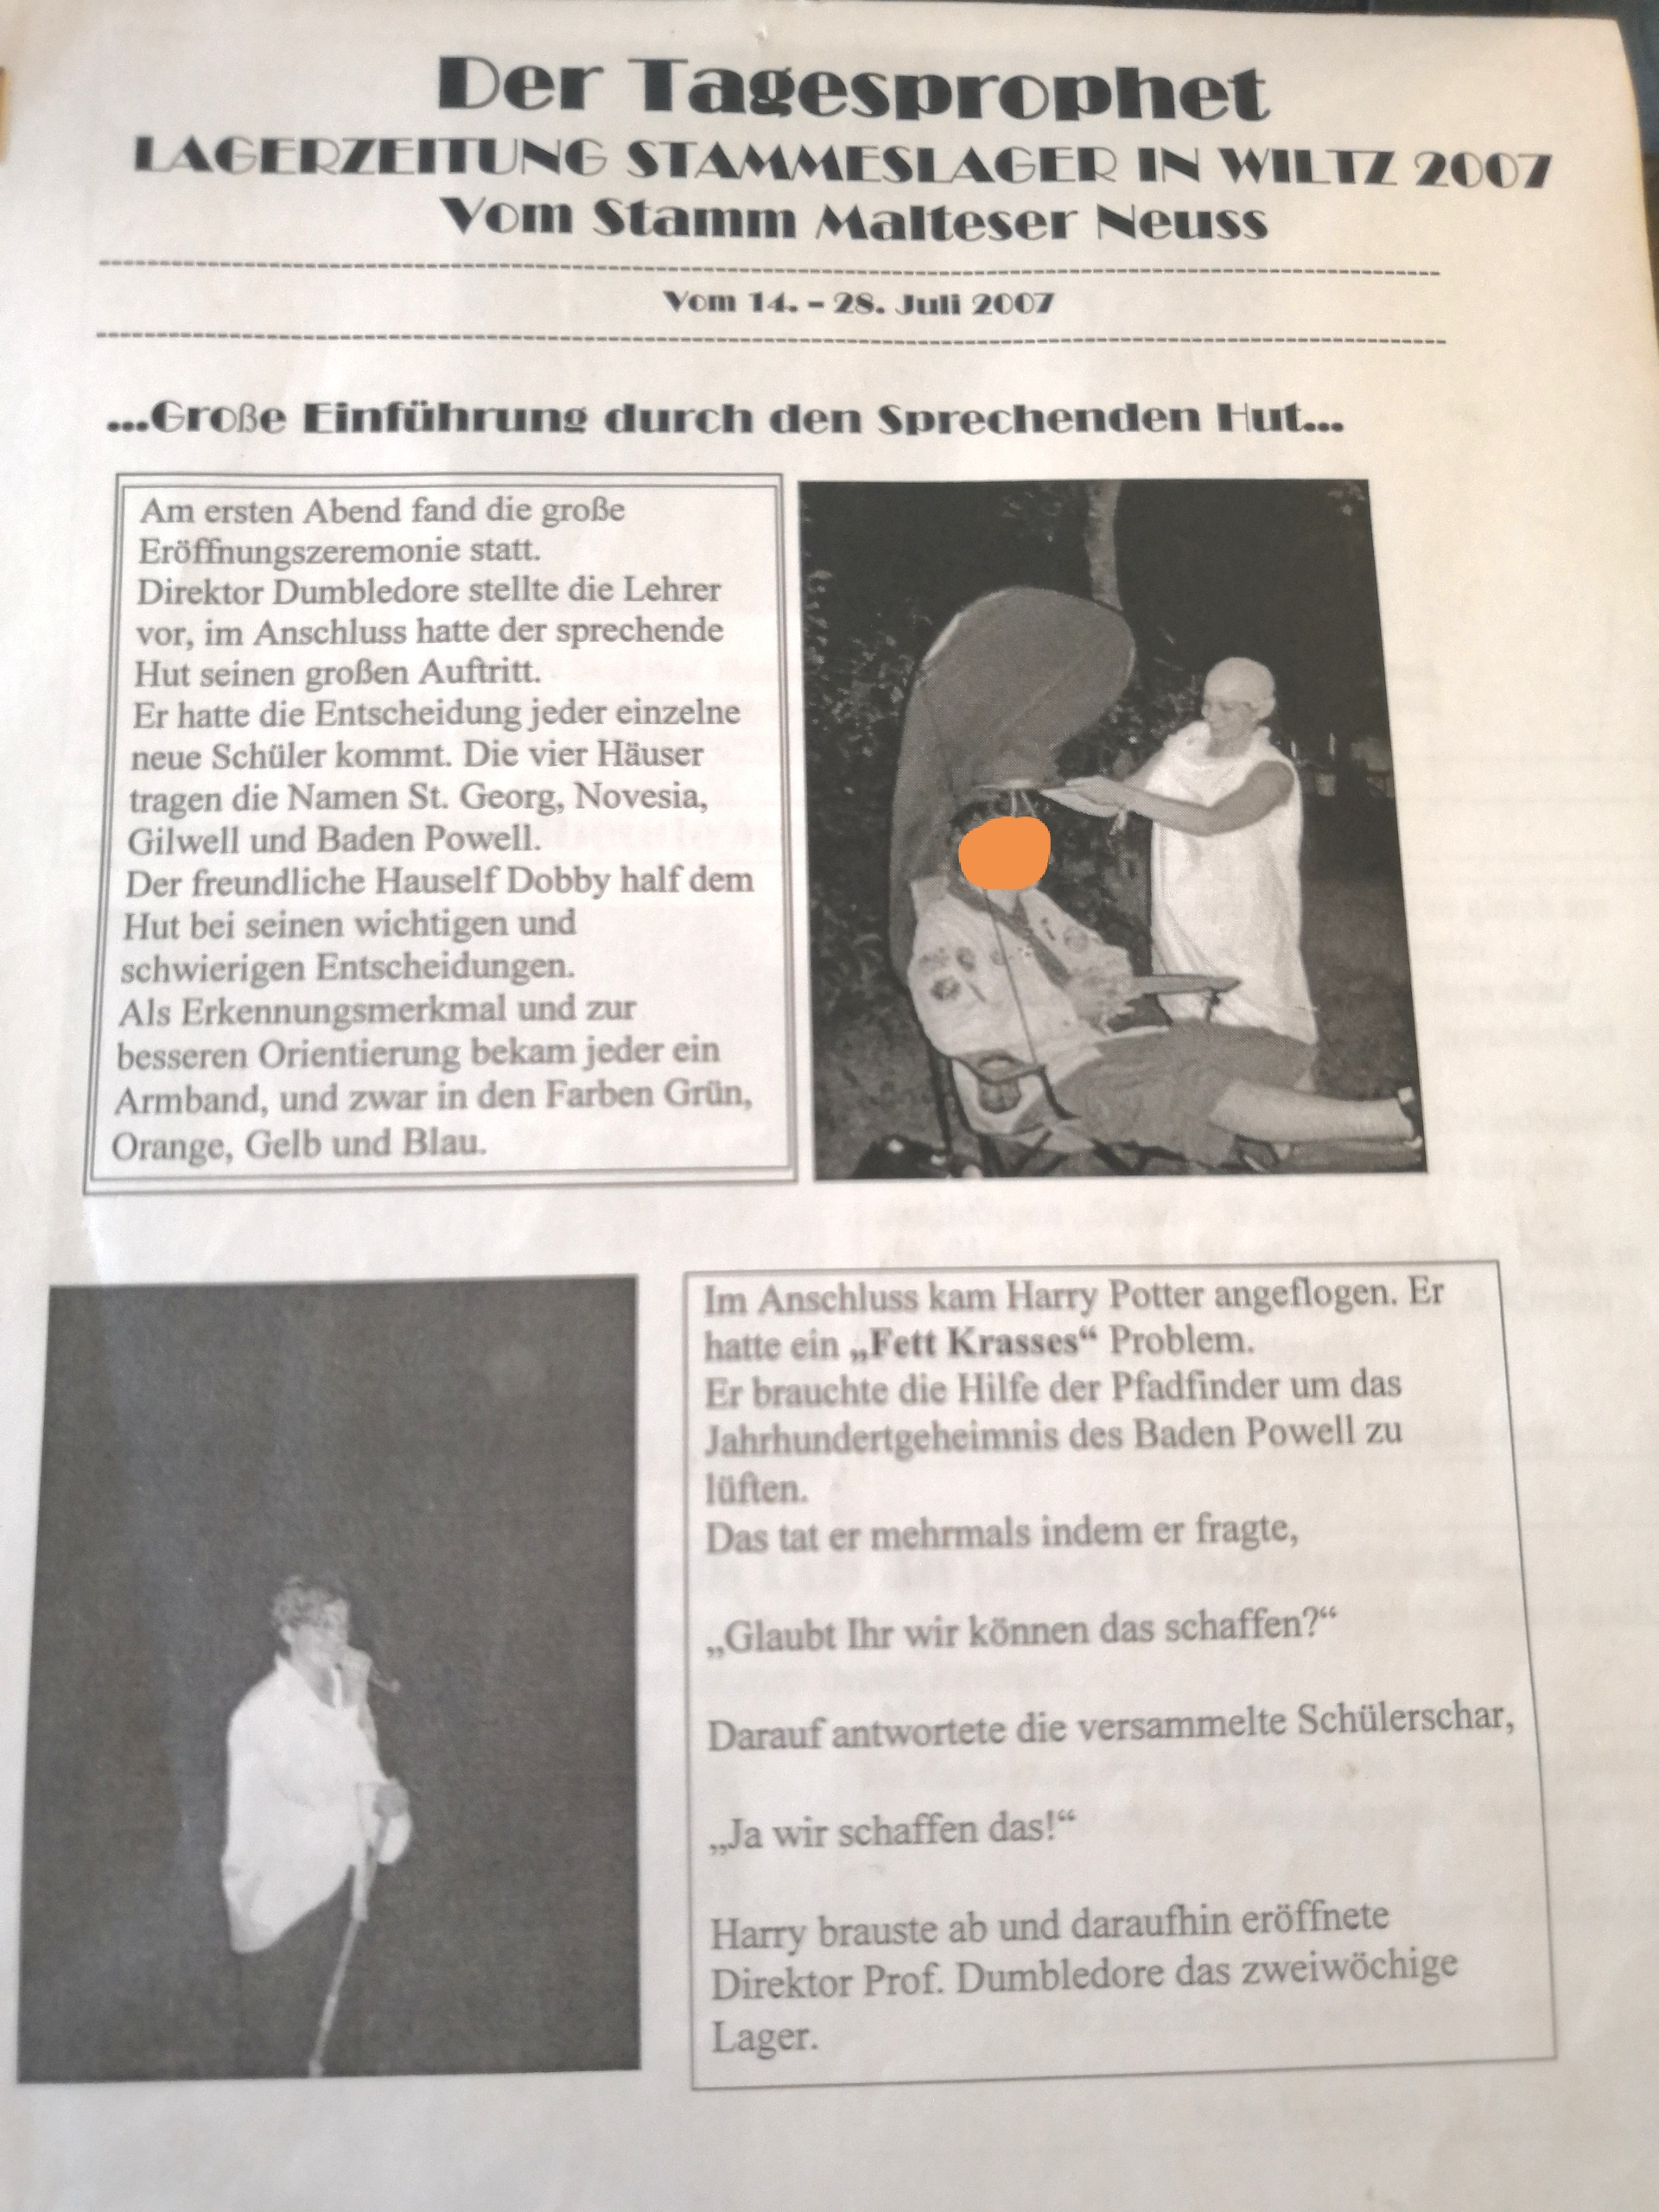 Der Tagesprophet
LAGERZEITUNG STAMMESLAGER IN WILTZ 2007
Vom Stamm Malteser Neuss
Vom 14. – 28. Juli 2007
...Große Einführung durch den Sprechenden Hut...
Am ersten Abend fand die große
Eröffnungszeremonie statt.
Direktor Dumbledore stellte die Lehrer
vor, im Anschluss hatte der sprechende
Hut seinen großen Auftritt.
Er hatte die Entscheidung jeder einzelne
neue Schüler kommt. Die vier Häuser
tragen die Namen St. Georg, Novesia,
Gilwell und Baden Powell.
Der freundliche Hauself Dobby half dem
Hut bei seinen wichtigen und
schwierigen Entscheidungen.
Als Erkennungsmerkmal und zur
besseren Orientierung bekam jeder ein
Armband, und zwar in den Farben Grün,
Orange, Gelb und Blau.
Im Anschluss kam Harry Potter angeflogen. Er
hatte ein „Fett Krasses“ Problem.
Er brauchte die Hilfe der Pfadfinder um das
Jahrhundertgeheimnis des Baden Powell zu
lüften.
Das tat er mehrmals indem er fragte,
„Glaubt Ihr wir können das schaffen?“
Darauf antwortete die versammelte Schülerschar,
„Ja wir schaffen das!“
Harry brauste ab und daraufhin eröffnete
Direktor Prof. Dumbledore das zweiwöchige
Lager.